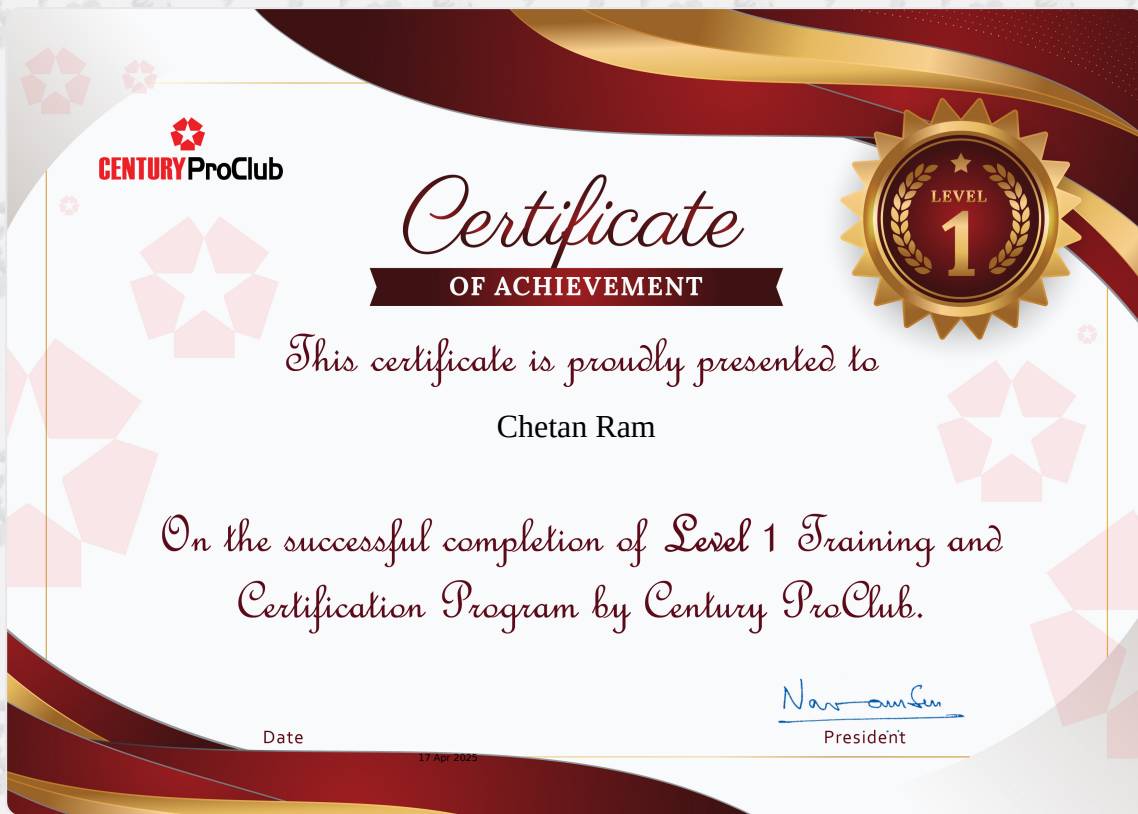 CENTURY ProClub
Certificate
LEVEL
1
OF ACHIEVEMENT
This certificate is proudly presented to
Chetan Ram
On the successful completion of Level 1 Training and
Certification Program by Century ProClub.
Date
President
17 Apr 2025